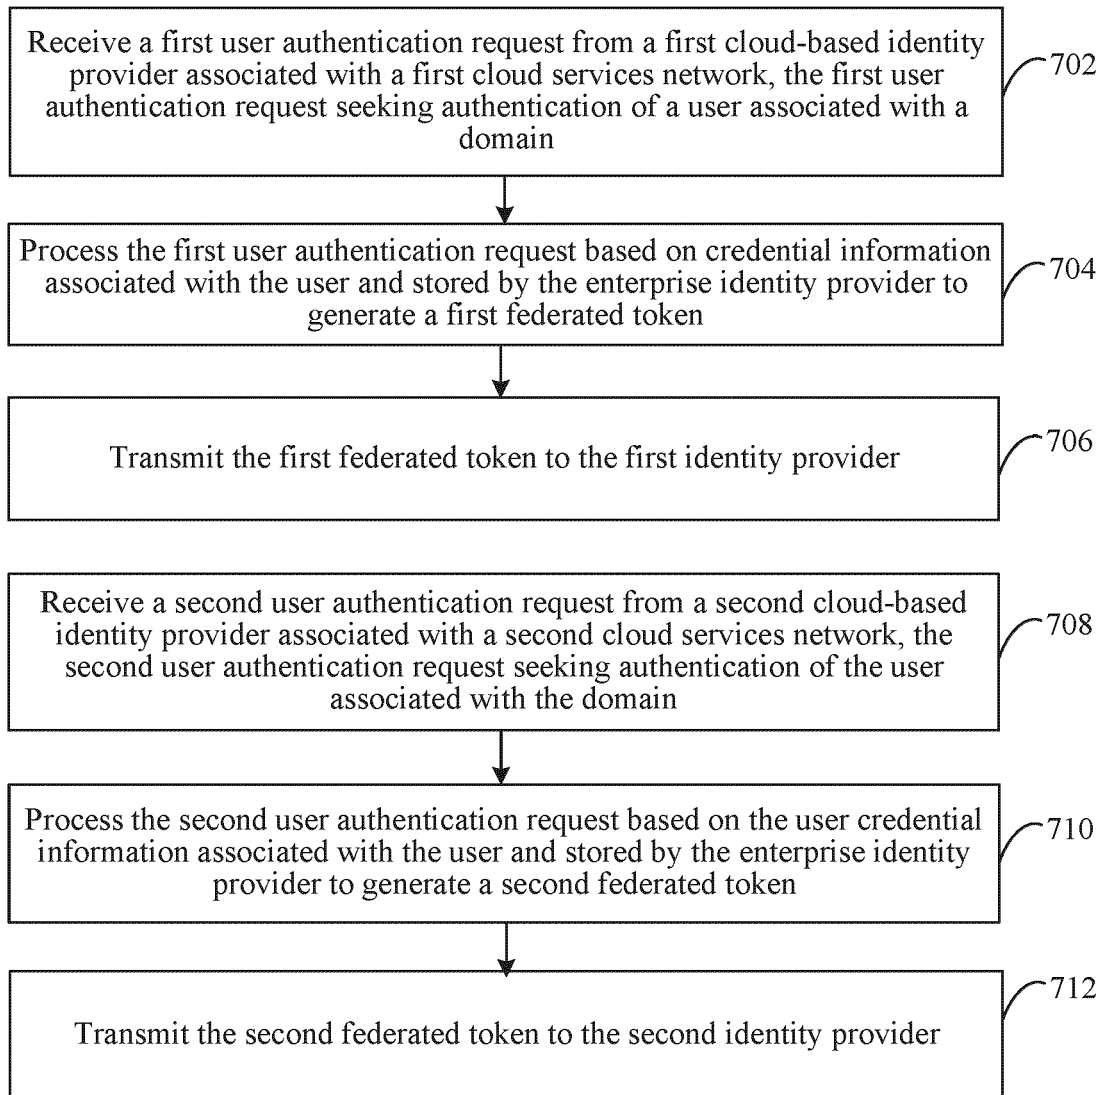 Receive a first user authentication request from a first cloud-based identity
provider associated with a first cloud services network, the first user
authentication request seeking authentication of a user associated with a
domain
702
Process the first user authentication request based on credential information
associated with the user and stored by the enterprise identity provider to
generate a first federated token
704
Transmit the first federated token to the first identity provider
706
Receive a second user authentication request from a second cloud-based
identity provider associated with a second cloud services network, the
second user authentication request seeking authentication of the user
associated with the domain
708
Process the second user authentication request based on the user credential
information associated with the user and stored by the enterprise identity
provider to generate a second federated token
710
Transmit the second federated token to the second identity provider
712